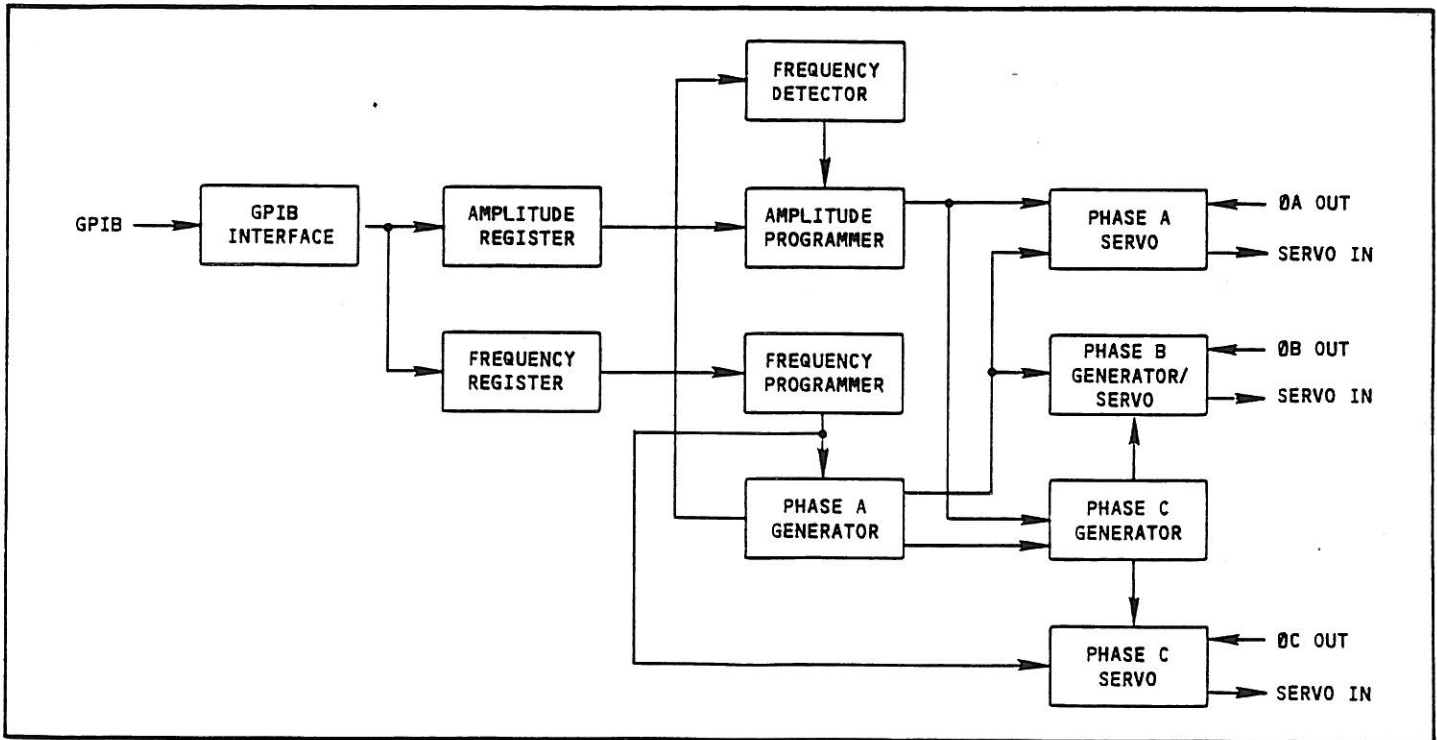 FREQUENCY
DETECTOR
GPIB
GPIB
INTERFACE
AMPLITUDE
REGISTER
AMPLITUDE
PROGRAMMER
PHASE A
SERVO
ØA OUT
SERVO IN
FREQUENCY
REGISTER
FREQUENCY
PROGRAMMER
PHASE B
GENERATOR/
SERVO
ØB OUT
SERVO IN
PHASE A
GENERATOR
PHASE C
GENERATOR
PHASE C
SERVO
ØC OUT
SERVO IN